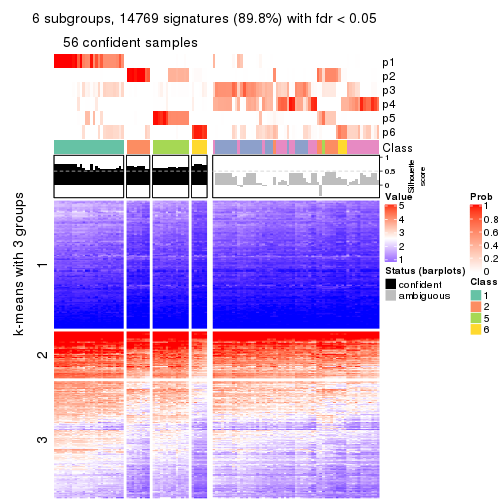 6 subgroups, 14769 signatures (89.8%) with fdr < 0.05
56 confident samples
p1
p2
p3
p4
p5
p6
Class
1
0.5
0
Silhouette
score
k-means with 3 groups
1
2
3
Value
5
4
3
2
1
Status (barplots)
confident
ambiguous
Prob
1
0.8
0.6
0.4
0.2
0
Class
1
2
5
6